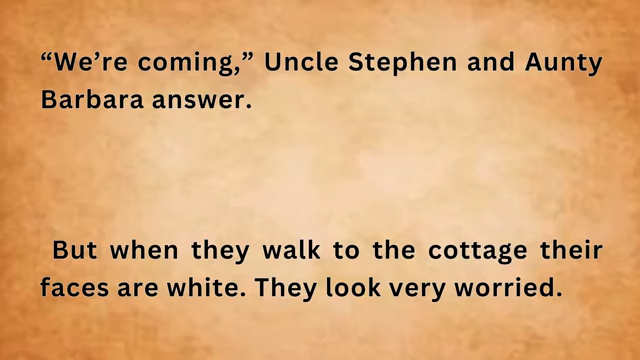 “We’re coming,” Uncle Stephen and Aunty
Barbara answer.
But when they walk to the cottage their
faces are white. They look very worried.